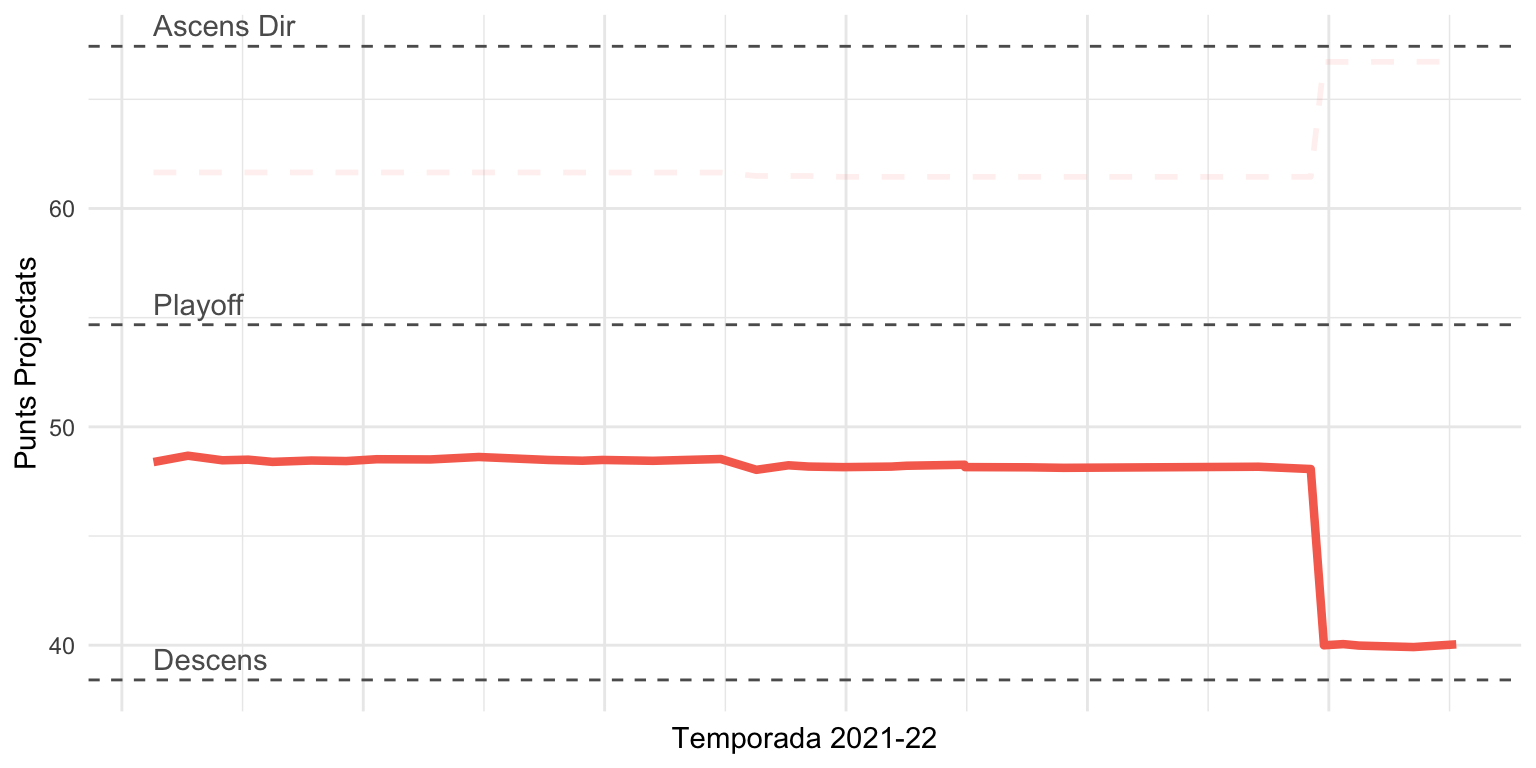 Ascens Dir
60
Playoff
50
40
Descens
Punts Projectats
Temporada 2021-22